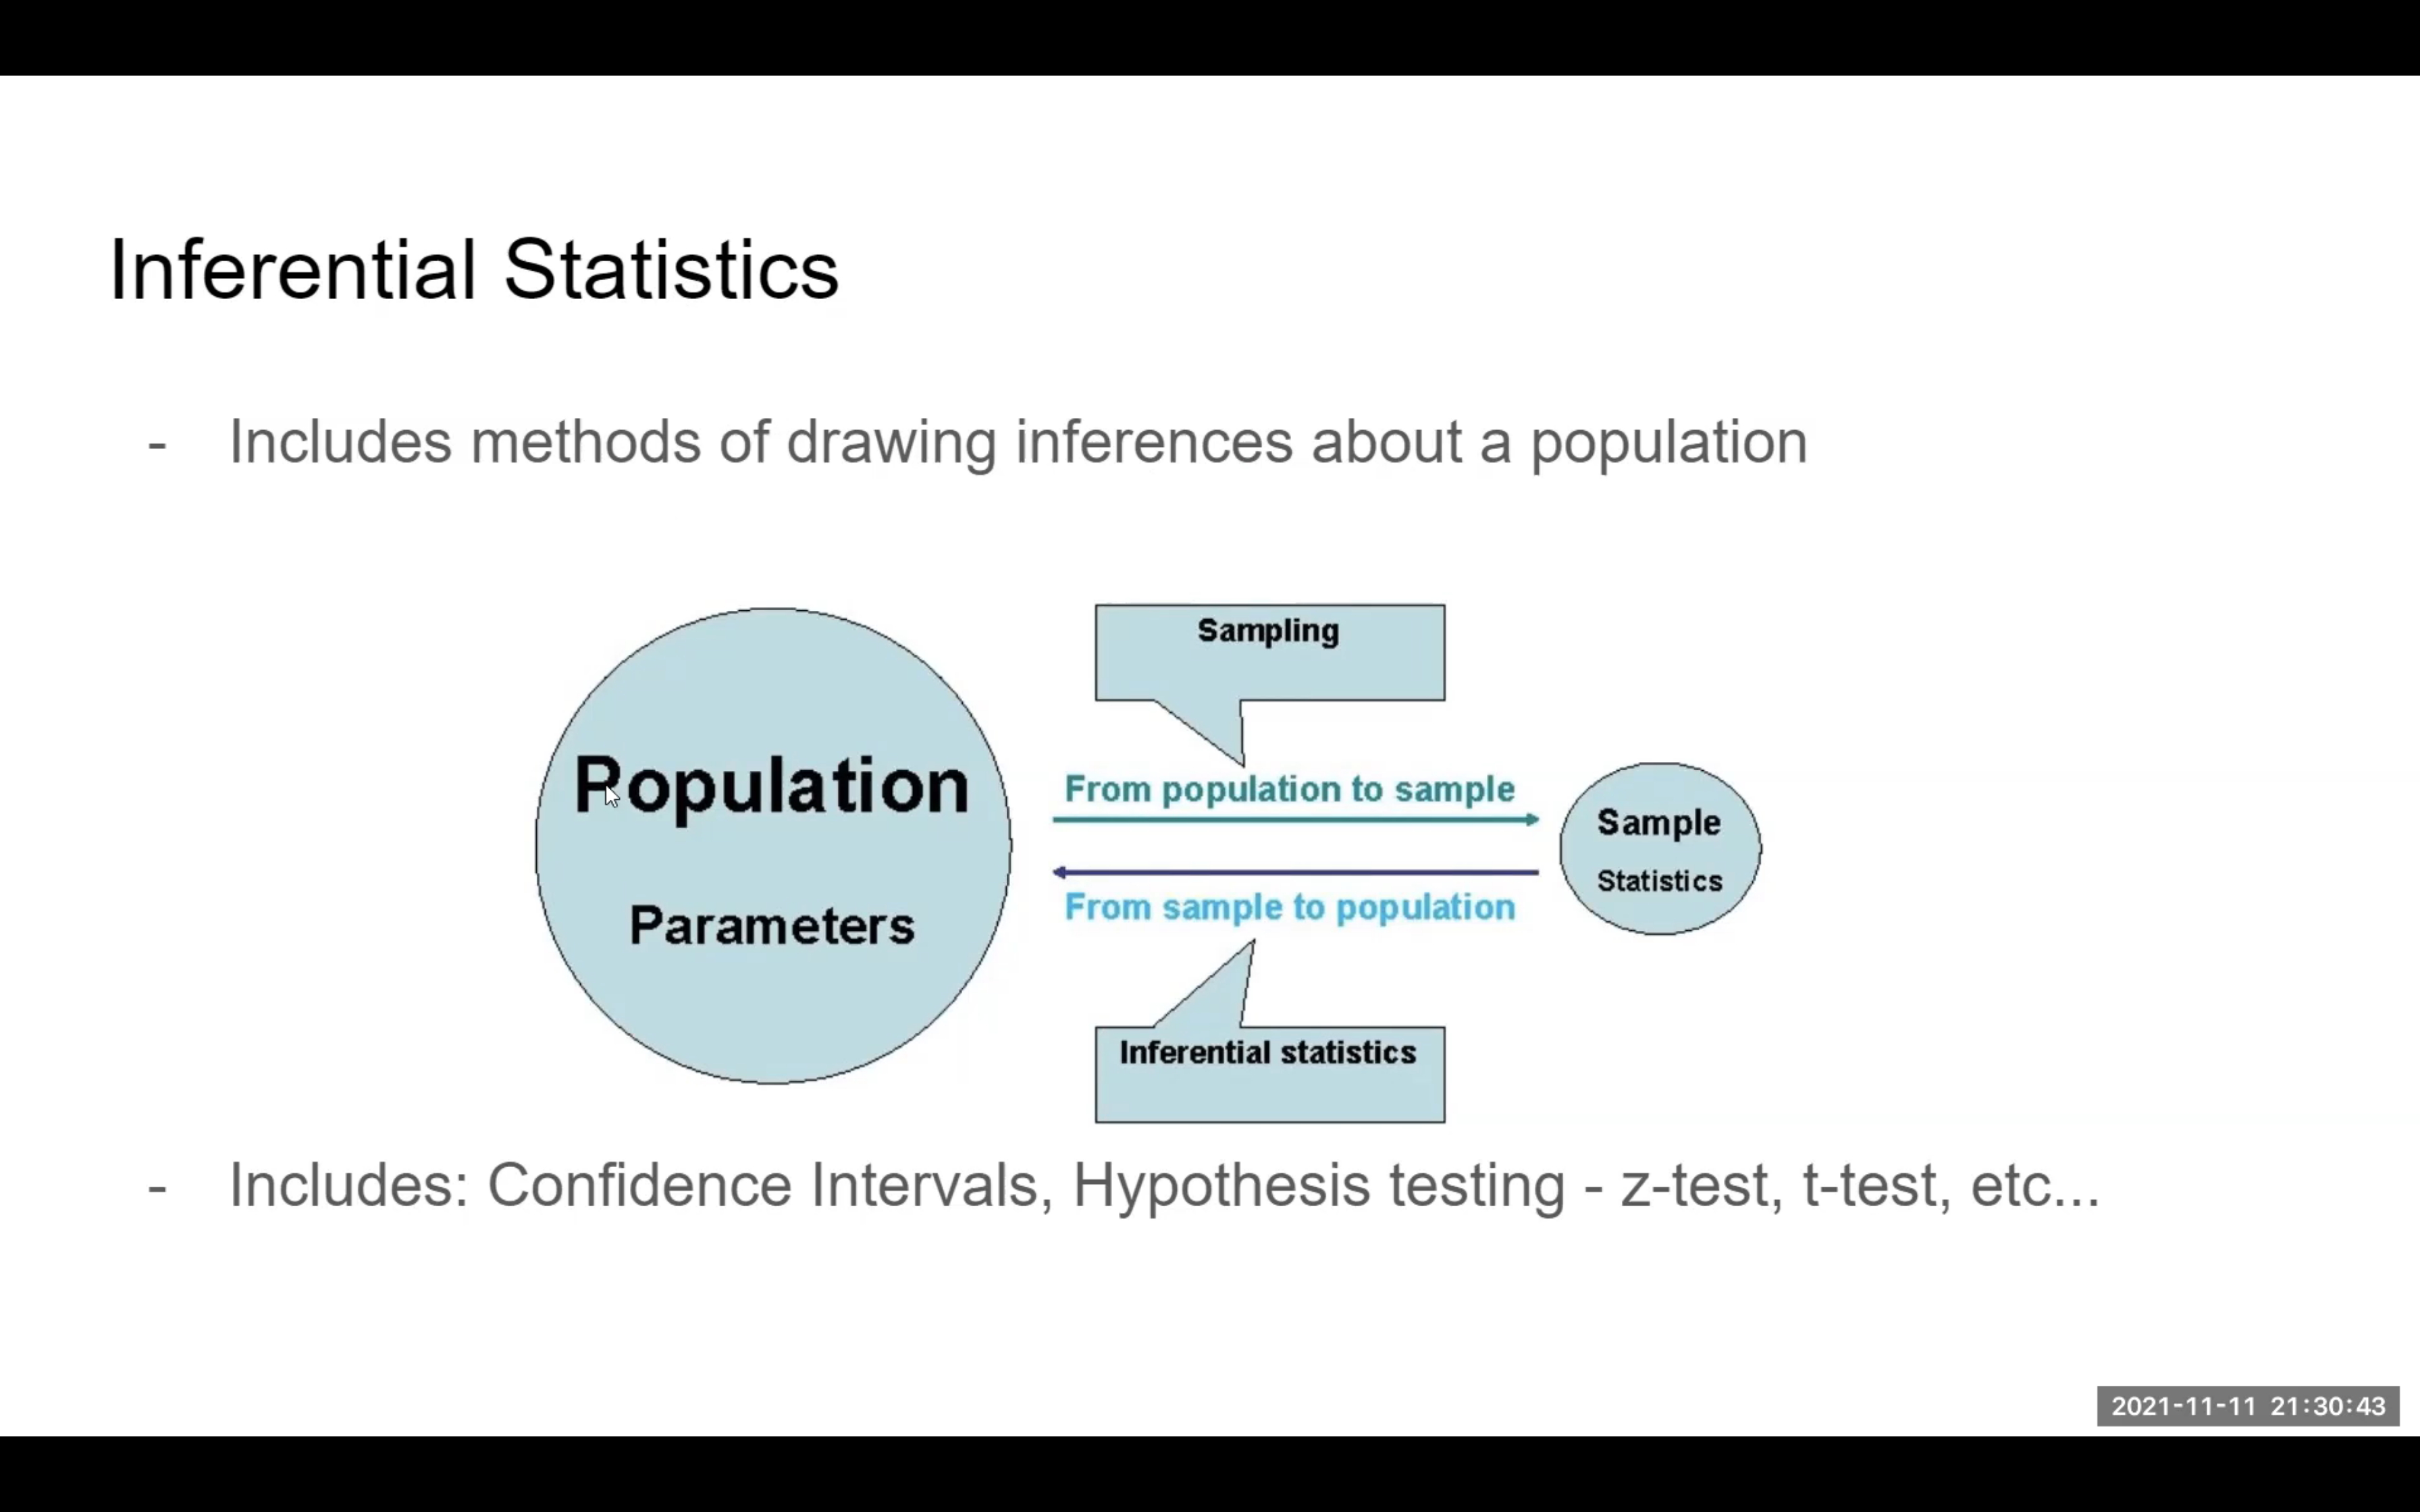 Inferential Statistics
- Includes methods of drawing inferences about a population
Sampling
Population
Parameters
From population to sample
From sample to population
Sample
Statistics
Inferential statistics
- Includes: Confidence Intervals, Hypothesis testing - z-test, t-test, etc...
2021-11-11 21:30:43